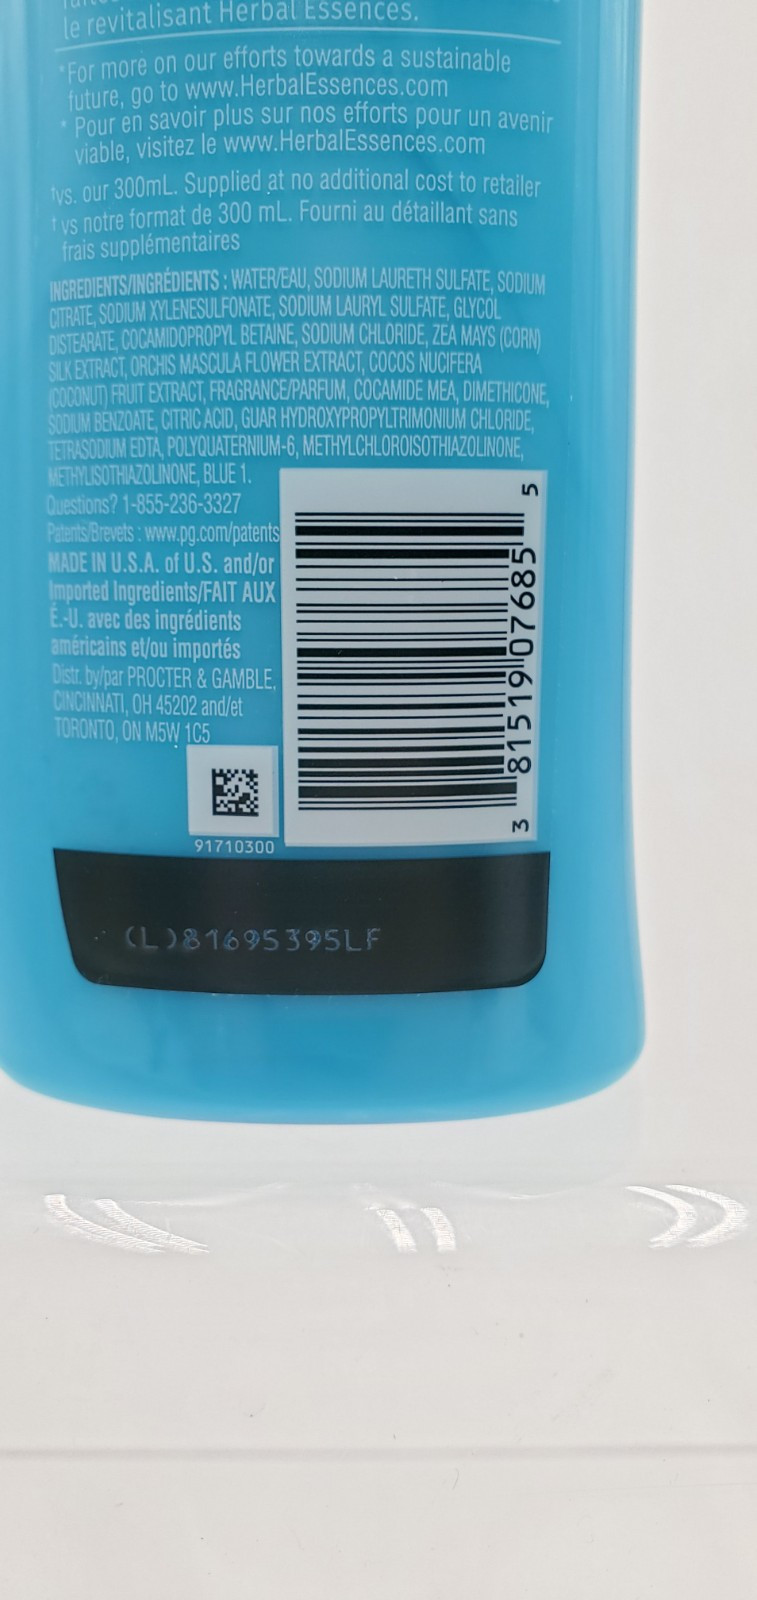 le revitalisant Herbal Essences.
*For more on our efforts towards a sustainable
future, go to www.HerbalEssences.com
* Pour en savoir plus sur nos efforts pour un avenir
viable, visitez le www.HerbalEssences.com
†vs. our 300mL. Supplied at no additional cost to retailer
† vs notre format de 300 mL. Fourni au détaillant sans
frais supplémentaires
INGREDIENTS/INGRÉDIENTS : WATER/EAU, SODIUM LAURETH SULFATE, SODIUM
CITRATE, SODIUM XYLENESULFONATE, SODIUM LAURYL SULFATE, GLYCOL
DISTEARATE, COCAMIDOPROPYL BETAINE, SODIUM CHLORIDE, ZEA MAYS (CORN)
SILK EXTRACT, ORCHIS MASCULA FLOWER EXTRACT, COCOS NUCIFERA
(COCONUT) FRUIT EXTRACT, FRAGRANCE/PARFUM, COCAMIDE MEA, DIMETHICONE,
SODIUM BENZOATE, CITRIC ACID, GUAR HYDROXYPROPYLTRIMONIUM CHLORIDE,
TETRASODIUM EDTA, POLYQUATERNIUM-6, METHYLCHLOROISOTHIAZOLINONE,
METHYLISOTHIAZOLINONE, BLUE 1.
Questions? 1-855-236-3327
Patents/Brevets : www.pg.com/patents
MADE IN U.S.A. of U.S. and/or
Imported Ingredients/FAIT AUX
É.-U. avec des ingrédients
américains et/ou importés
Distr. by/par PROCTER & GAMBLE,
CINCINNATI, OH 45202 and/et
TORONTO, ON M5W 1C5
3 81519 07685 5
91710300
(L)81695395LF